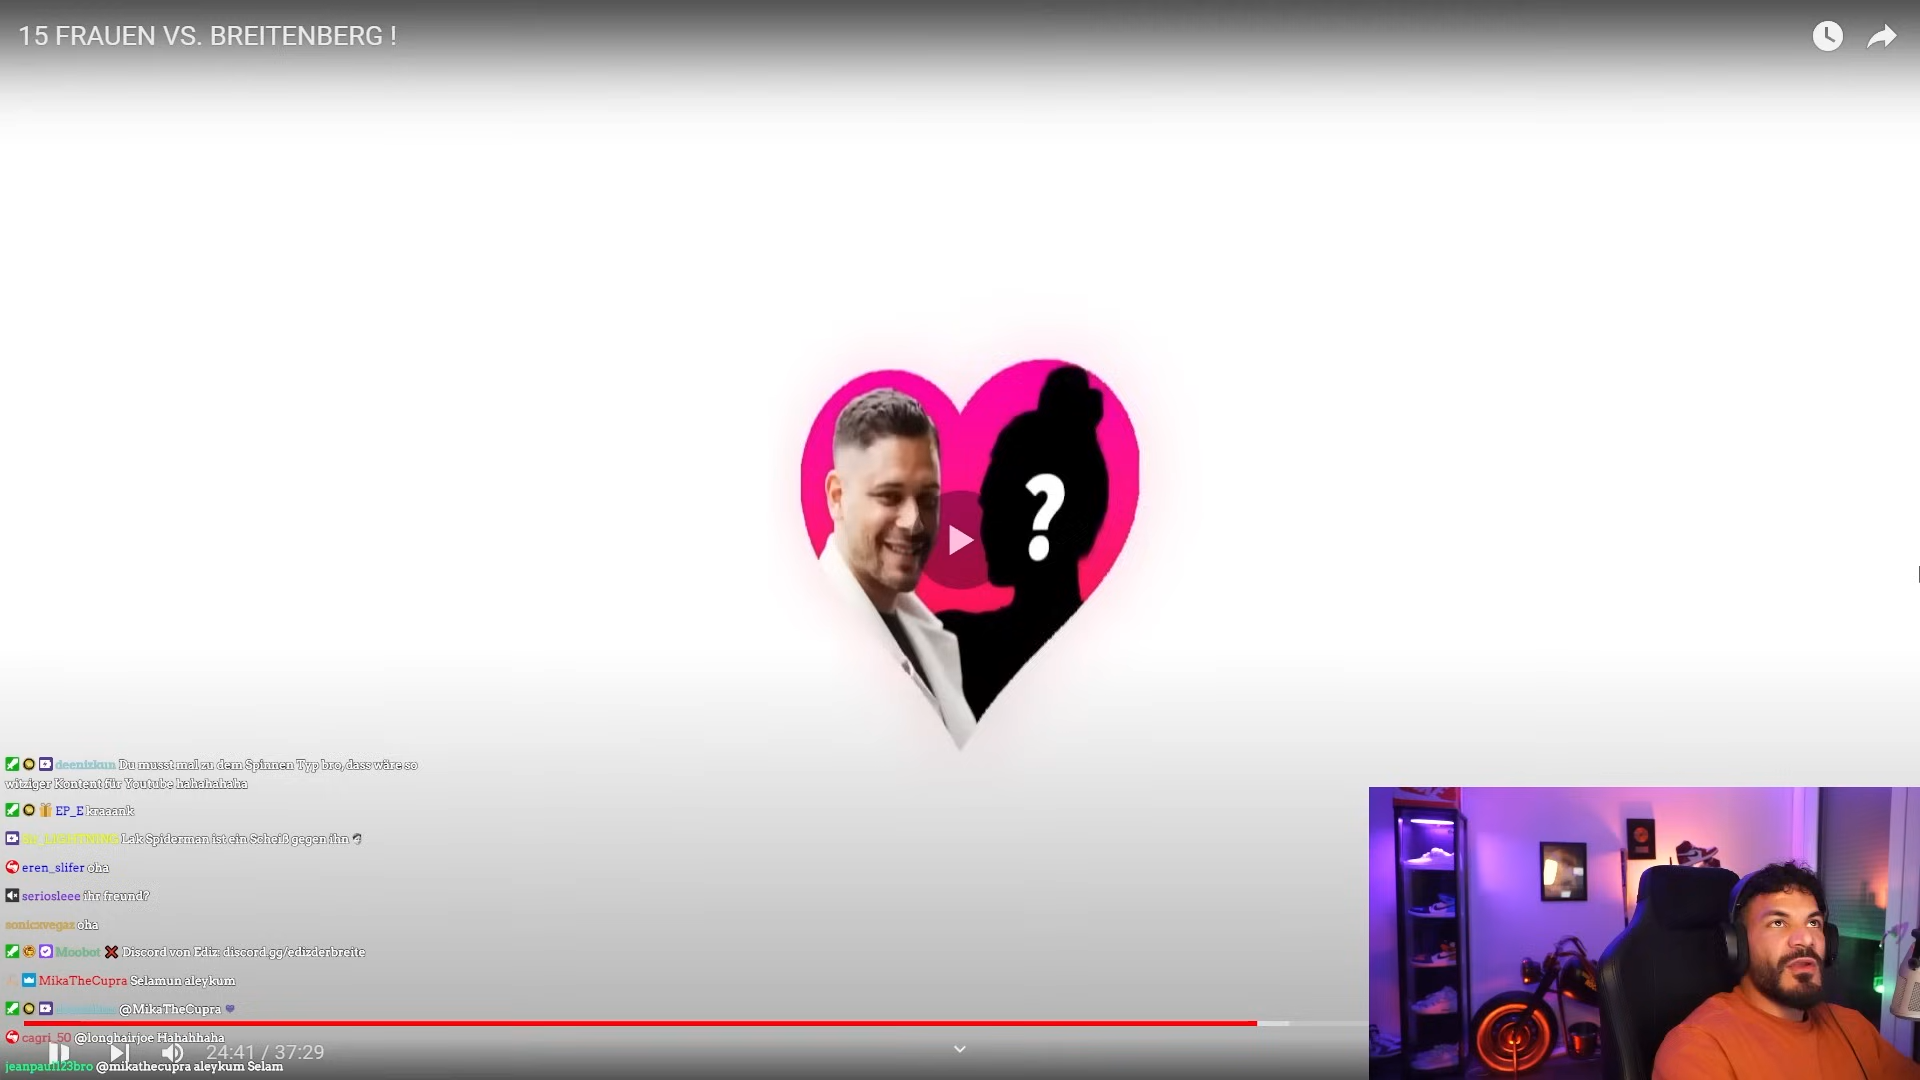 15 FRAUEN VS. BREITENBERG !
?
deenizkun Du musst mal zu dem Spinnen Typ bro, dass wäre so
witziger Kontent für Youtube hahahahaha
EP_E kraaank
Lak Spiderman ist ein Scheiß gegen ihn
eren_slifer oha
seriosleee ihr freund?
sonicxvegaz oha
Moobot Discord von Ediz: discord.gg/edizderbreite
MikaTheCupra Selamun aleykum
@MikaTheCupra
cagri_50 @longhairjoe Hahahhaha
24:41 / 37:29
jeanpaul123bro @mikathecupra aleykum Selam